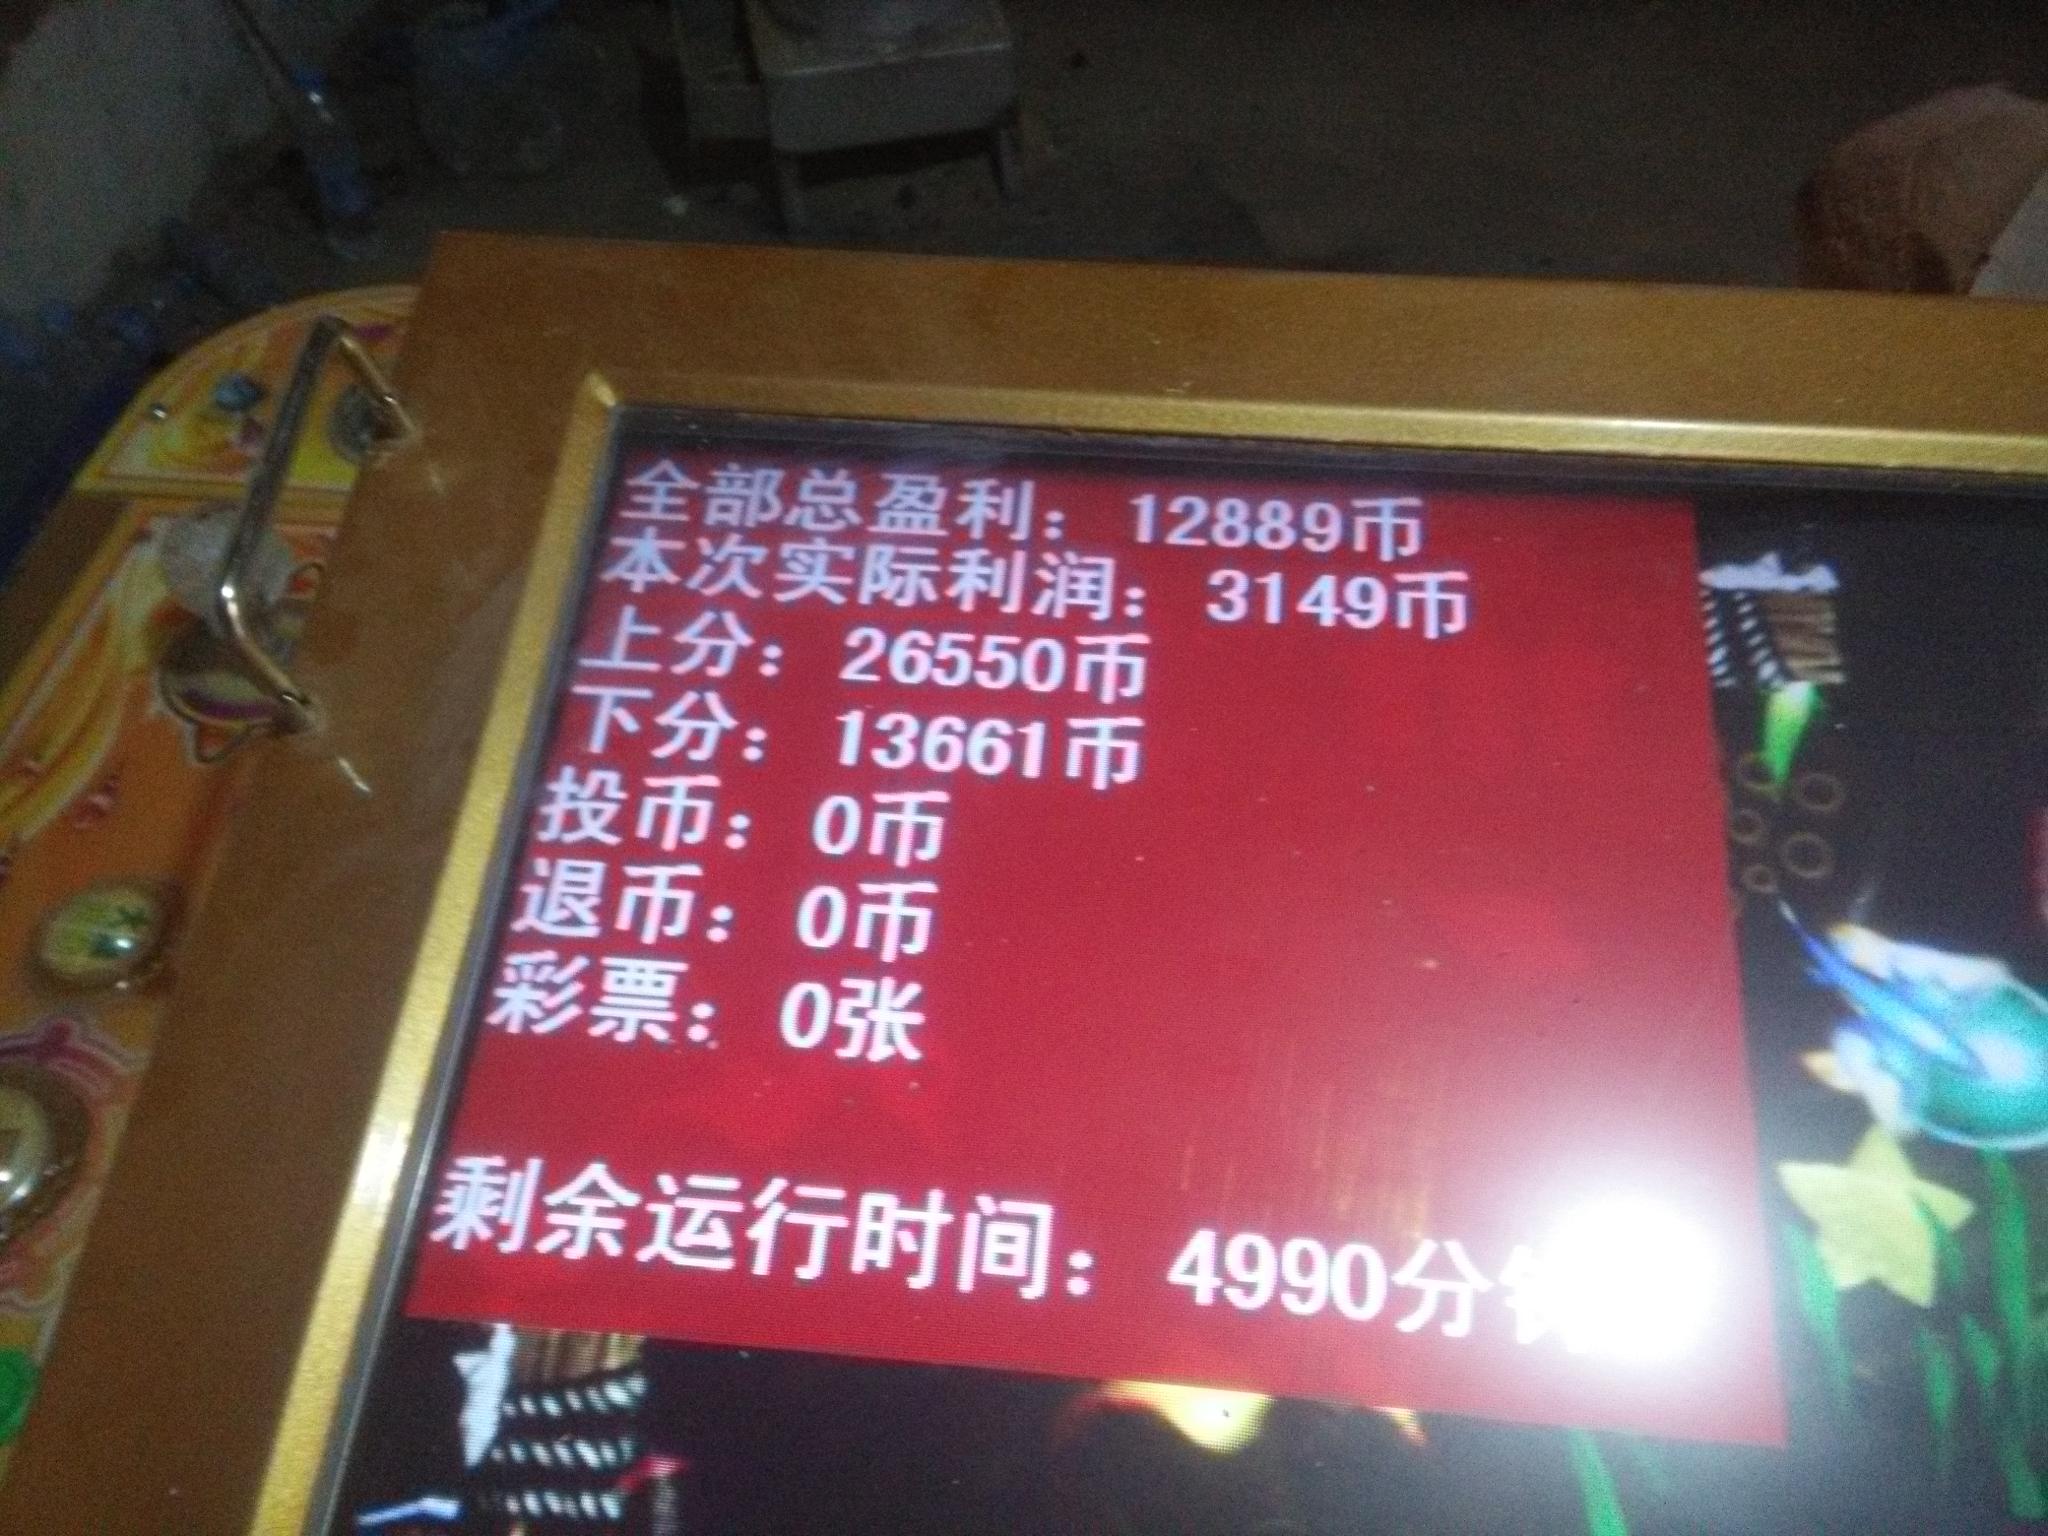 全部总盈利：12889币
本次实际利润：3149币
上分：26550币
下分：13661币
投币：0币
退币：0币
彩票：0张
剩余运行时间：4990分钟